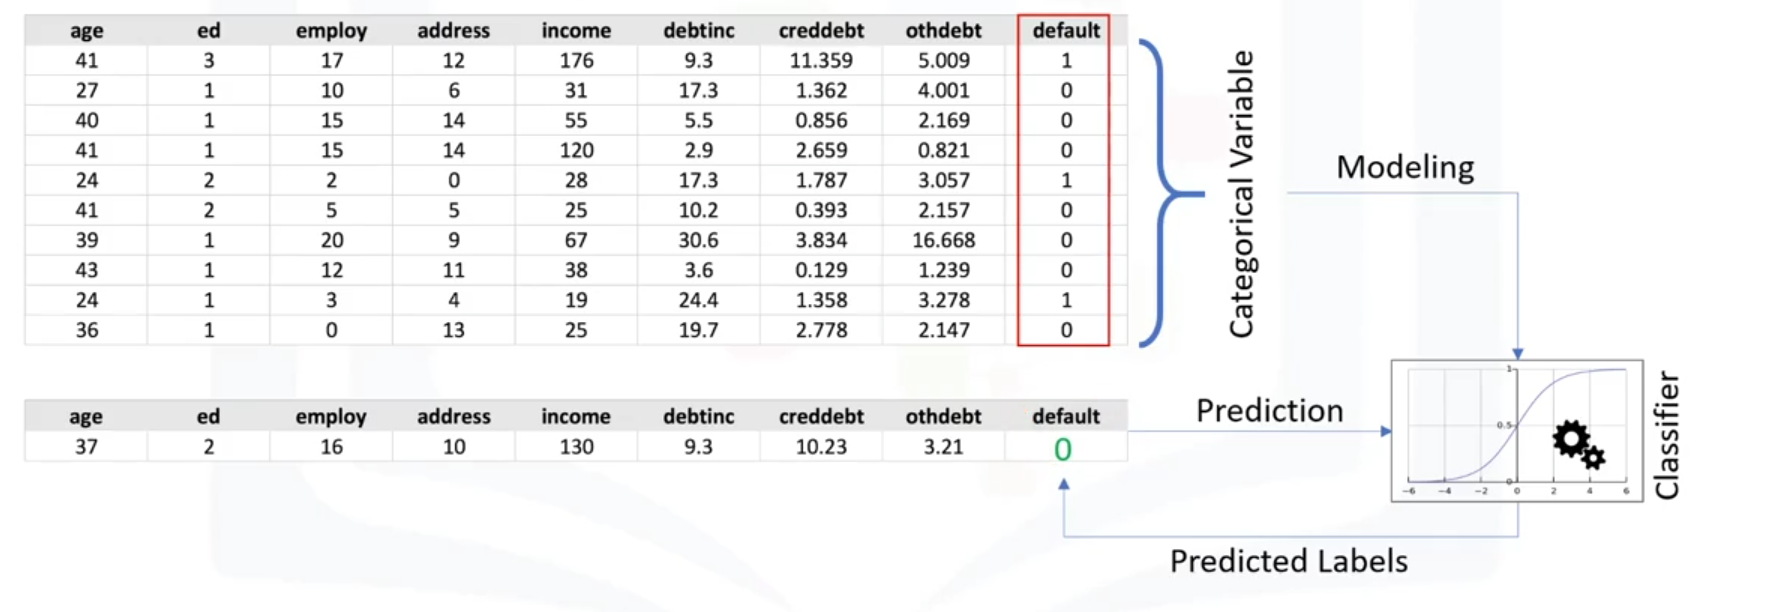 age ed employ address income debtinc creddebt othdebt default
41 3 17 12 176 9.3 11.359 5.009 1
27 1 10 6 31 17.3 1.362 4.001 0
40 1 15 14 55 5.5 0.856 2.169 0
41 1 15 14 120 2.9 2.659 0.821 0
24 2 2 0 28 17.3 1.787 3.057 1
41 2 5 5 25 10.2 0.393 2.157 0
39 1 20 9 67 30.6 3.834 16.668 0
43 1 12 11 38 3.6 0.129 1.239 0
24 1 3 4 19 24.4 1.358 3.278 1
36 1 0 13 25 19.7 2.778 2.147 0
Categorical Variable
Modeling
age ed employ address income debtinc creddebt othdebt default
37 2 16 10 130 9.3 10.23 3.21 0
Prediction
1
0.5
0
−6 −4 −2 0 2 4 6
Classifier
Predicted Labels